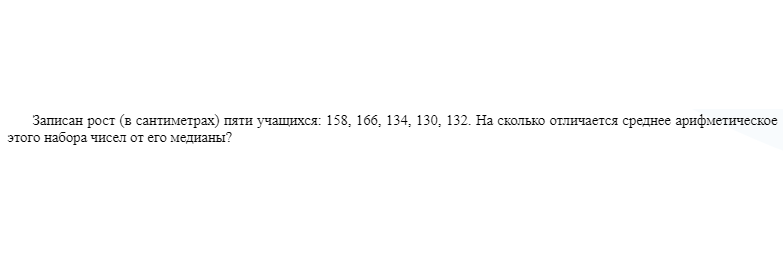 Записан рост (в сантиметрах) пяти учащихся: 158, 166, 134, 130, 132. На сколько отличается среднее арифметическое
этого набора чисел от его медианы?